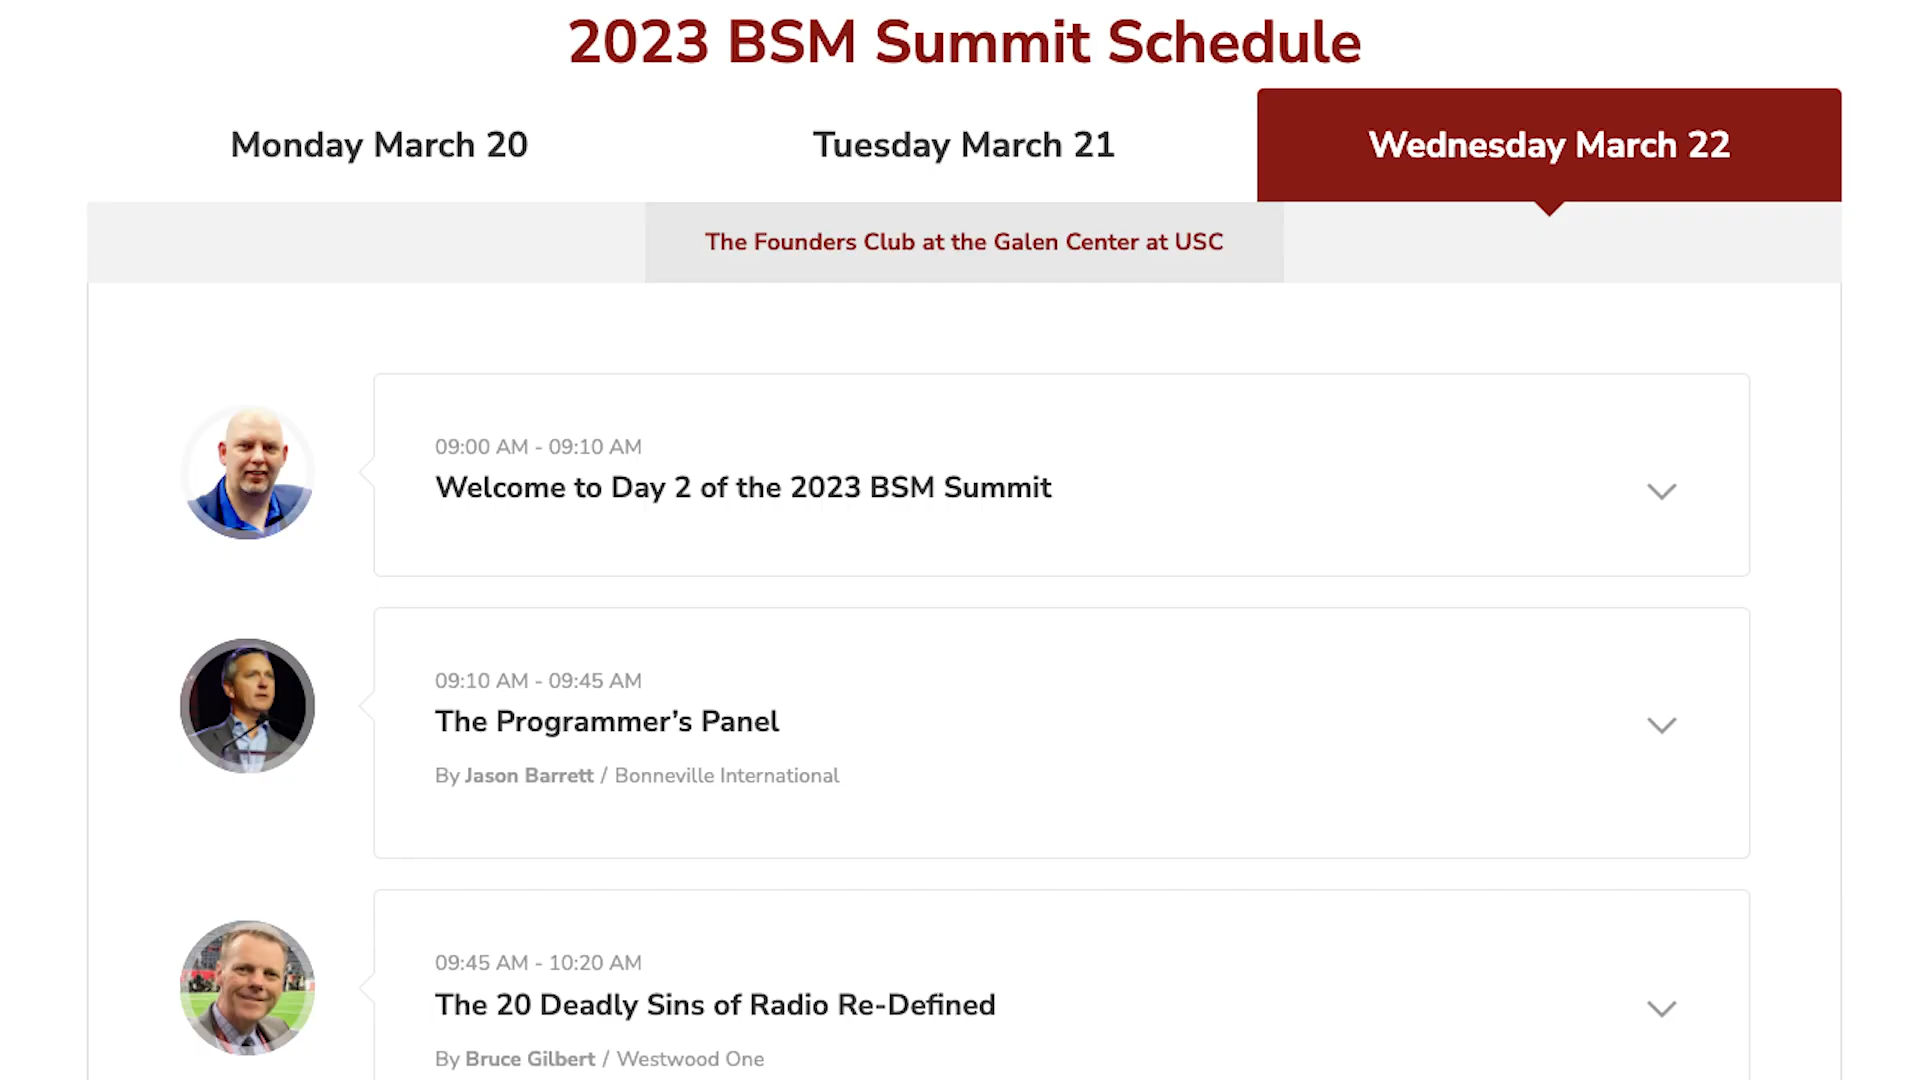 2023 BSM Summit Schedule
Monday March 20
Tuesday March 21
Wednesday March 22
The Founders Club at the Galen Center at USC
09:00 AM - 09:10 AM
Welcome to Day 2 of the 2023 BSM Summit
09:10 AM - 09:45 AM
The Programmer’s Panel
By Jason Barrett / Bonneville International
09:45 AM - 10:20 AM
The 20 Deadly Sins of Radio Re-Defined
By Bruce Gilbert / Westwood One